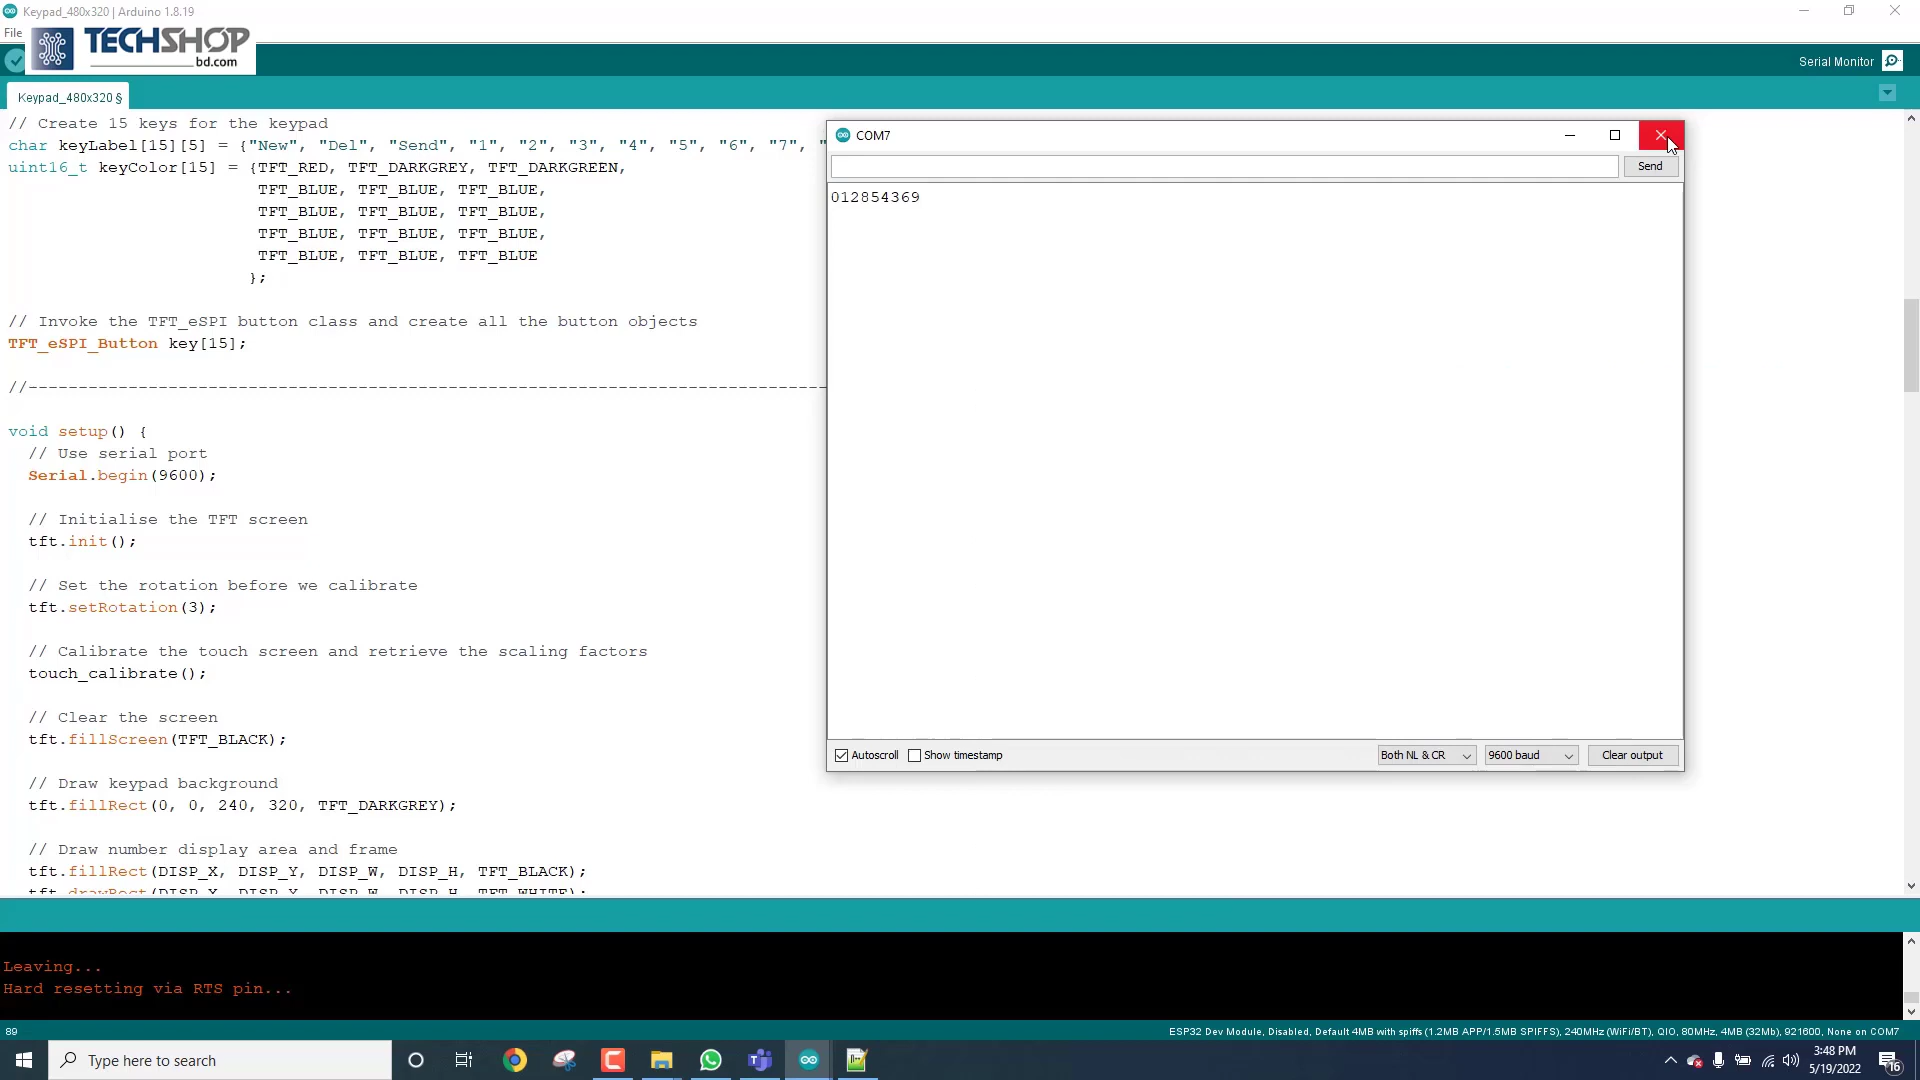 Keypad_480x320 | Arduino 1.8.19
File
TECHSHOP
bd.com
Serial Monitor
Keypad_480x320 §
// Create 15 keys for the keypad
char keyLabel[15][5] = {"New", "Del", "Send", "1", "2", "3", "4", "5", "6", "7", "
uint16_t keyColor[15] = {TFT_RED, TFT_DARKGREY, TFT_DARKGREEN,
TFT_BLUE, TFT_BLUE, TFT_BLUE,
TFT_BLUE, TFT_BLUE, TFT_BLUE,
TFT_BLUE, TFT_BLUE, TFT_BLUE,
TFT_BLUE, TFT_BLUE, TFT_BLUE
};
// Invoke the TFT_eSPI button class and create all the button objects
TFT_eSPI_Button key[15];
//--------------------------------------------------------------------------------
void setup() {
// Use serial port
Serial.begin(9600);
// Initialise the TFT screen
tft.init();
// Set the rotation before we calibrate
tft.setRotation(3);
// Calibrate the touch screen and retrieve the scaling factors
touch_calibrate();
// Clear the screen
tft.fillScreen(TFT_BLACK);
// Draw keypad background
tft.fillRect(0, 0, 240, 320, TFT_DARKGREY);
// Draw number display area and frame
tft.fillRect(DISP_X, DISP_Y, DISP_W, DISP_H, TFT_BLACK);
tft.drawRect(DISP_X, DISP_Y, DISP_W, DISP_H, TFT_WHITE);
COM7
Send
012854369
Autoscroll Show timestamp Both NL & CR 9600 baud Clear output
Leaving...
Hard resetting via RTS pin...
89
ESP32 Dev Module, Disabled, Default 4MB with spiffs (1.2MB APP/1.5MB SPIFFS), 240MHz (WiFi/BT), QIO, 80MHz, 4MB (32Mb), 921600, None on COM7
Type here to search
3:48 PM
5/19/2022
16